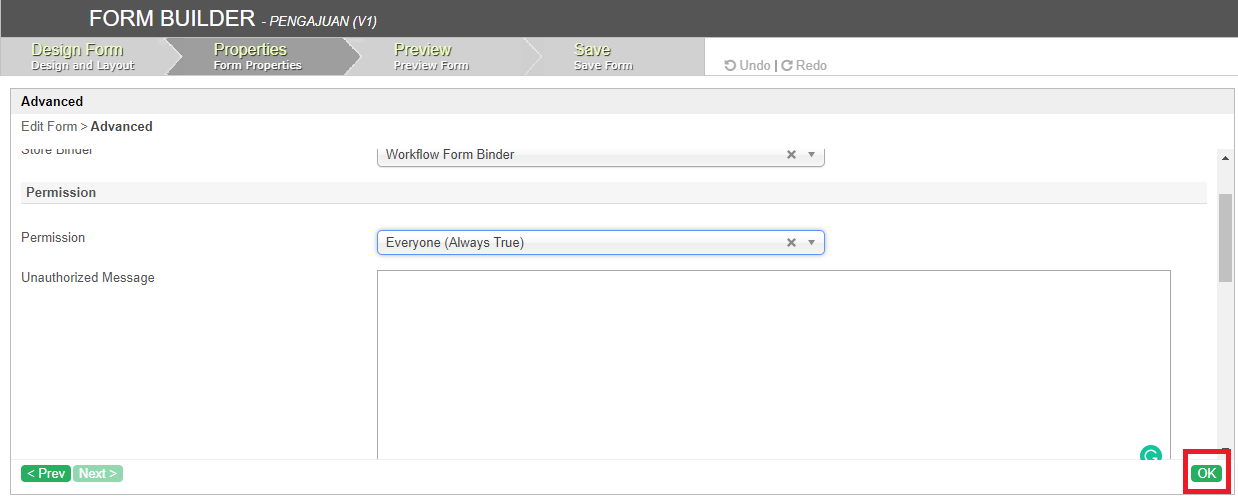 FORM BUILDER - PENGAJUAN (V1)
Design Form
Design and Layout
Properties
Form Properties
Preview
Preview Form
Save
Save Form
Undo | Redo
Advanced
Edit Form > Advanced
Store Binder
Workflow Form Binder
Permission
Permission
Everyone (Always True)
Unauthorized Message
< Prev
Next >
OK